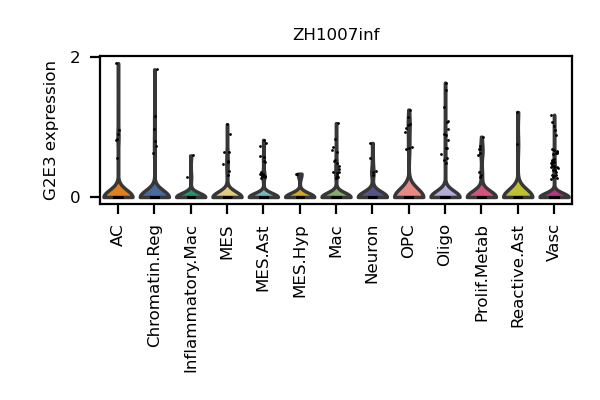 ZH1007inf
G2E3 expression
2
0
AC
Chromatin.Reg
Inflammatory.Mac
MES
MES.Ast
MES.Hyp
Mac
Neuron
OPC
Oligo
Prolif.Metab
Reactive.Ast
Vasc